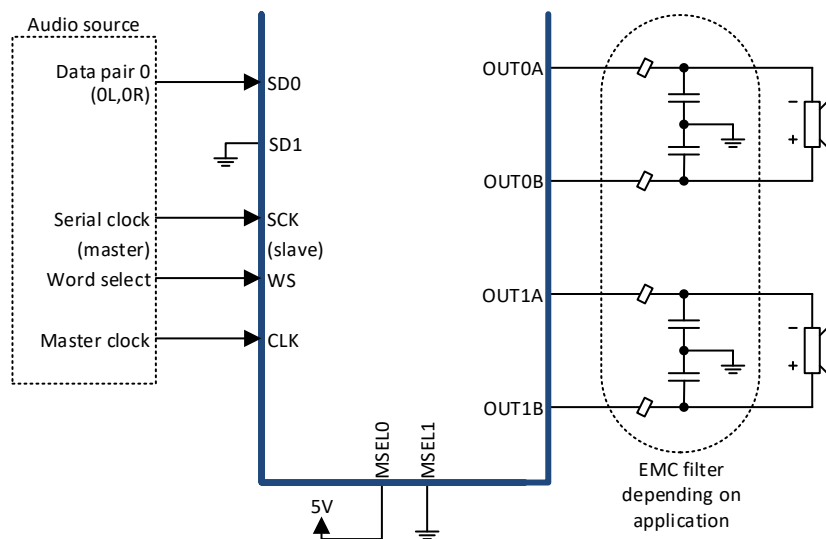 Audio source
Data pair 0
(0L,0R)
SD0
SD1
Serial clock
(master)
SCK
(slave)
Word select
WS
Master clock
CLK
MSEL0
MSEL1
5V
OUT0A
OUT0B
OUT1A
OUT1B
−
+
−
+
EMC filter
depending on
application